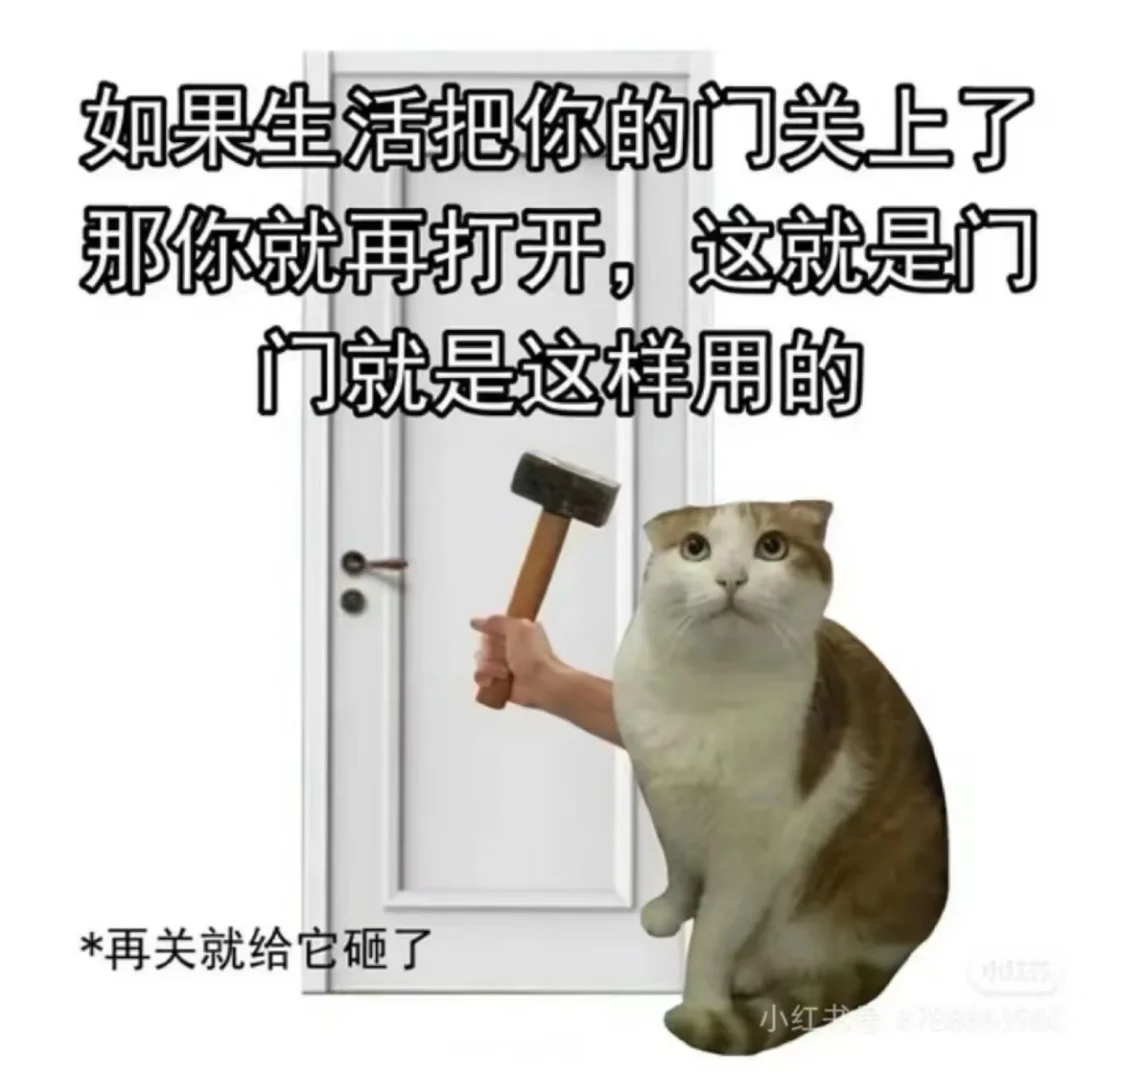 如果生活把你的门关上了
那你就再打开，这就是门
门就是这样用的
*再关就给它砸了
小红书号